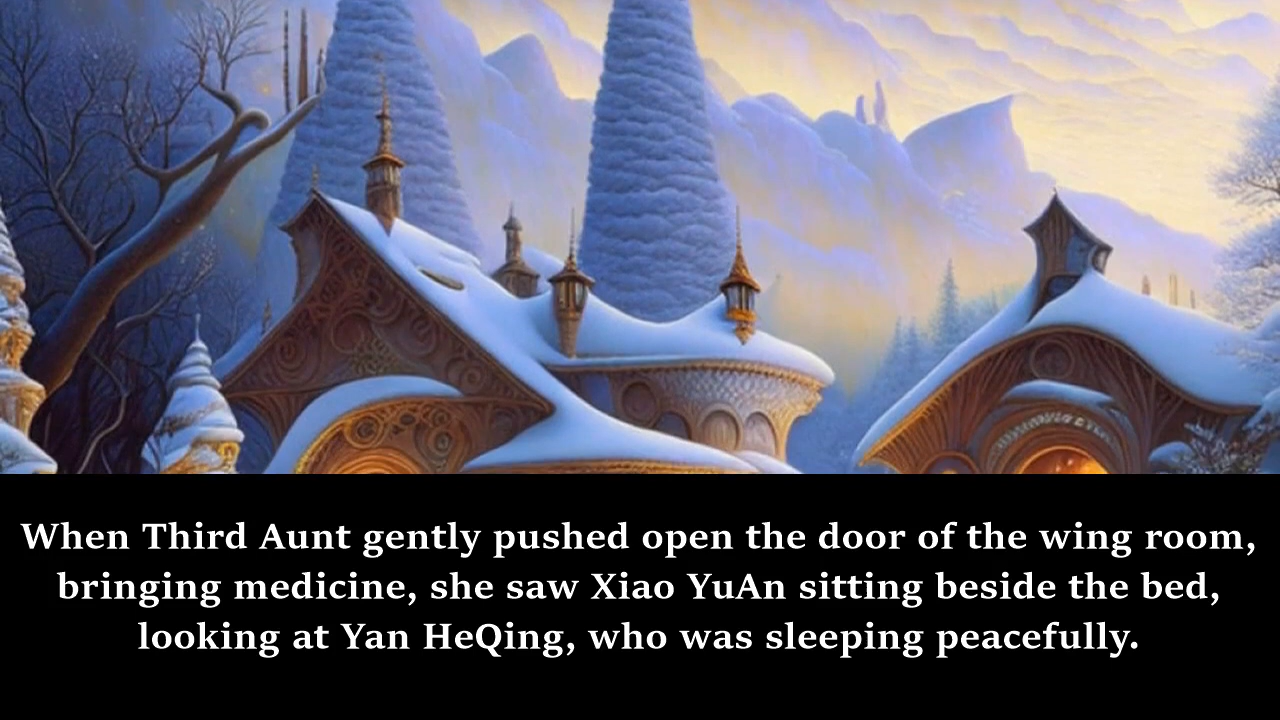 When Third Aunt gently pushed open the door of the wing room,
bringing medicine, she saw Xiao YuAn sitting beside the bed,
looking at Yan HeQing, who was sleeping peacefully.